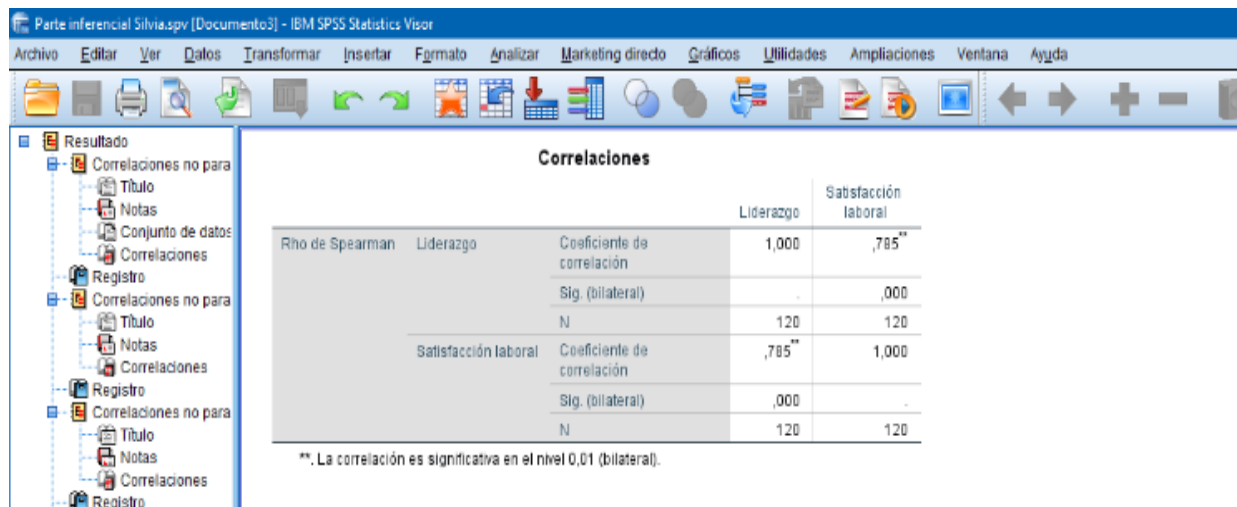 Parte inferencial Silvia.spv [Documento3] - IBM SPSS Statistics Visor
Archivo Editar Ver Datos Transformar Insertar Formato Analizar Marketing directo Gráficos Utilidades Ampliaciones Ventana Ayuda
Resultado
Correlaciones no para
Título
Notas
Conjunto de datos
Correlaciones
Registro
Correlaciones no para
Título
Notas
Correlaciones
Registro
Correlaciones no para
Título
Notas
Correlaciones
Registro
Correlaciones
Liderazgo Satisfacción
laboral
Rho de Spearman Liderazgo Coeficiente de
correlación 1,000 ,785**
Sig. (bilateral) . ,000
N 120 120
Satisfacción laboral Coeficiente de
correlación ,785** 1,000
Sig. (bilateral) ,000 .
N 120 120
**. La correlación es significativa en el nivel 0,01 (bilateral).